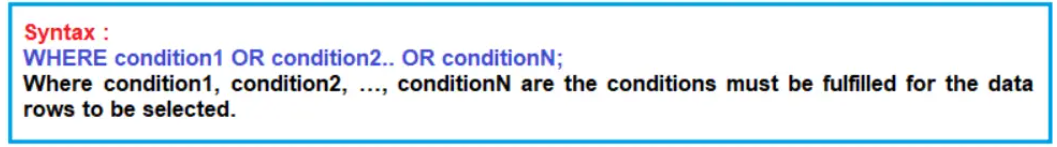 Syntax :
WHERE condition1 OR condition2.. OR conditionN;
Where condition1, condition2, ..., conditionN are the conditions must be fulfilled for the data
rows to be selected.